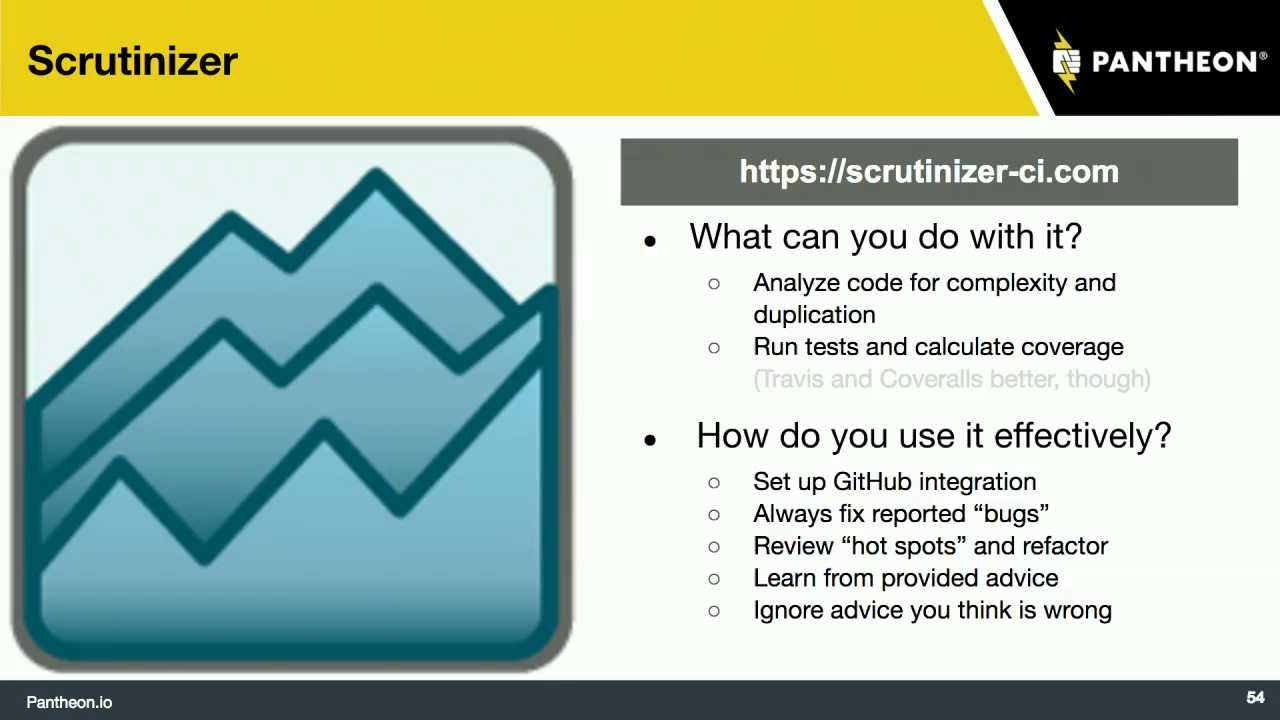 Scrutinizer
PANTHEON®
https://scrutinizer-ci.com
● What can you do with it?
○ Analyze code for complexity and
duplication
○ Run tests and calculate coverage
(Travis and Coveralls better, though)
● How do you use it effectively?
○ Set up GitHub integration
○ Always fix reported “bugs”
○ Review “hot spots” and refactor
○ Learn from provided advice
○ Ignore advice you think is wrong
Pantheon.io
54